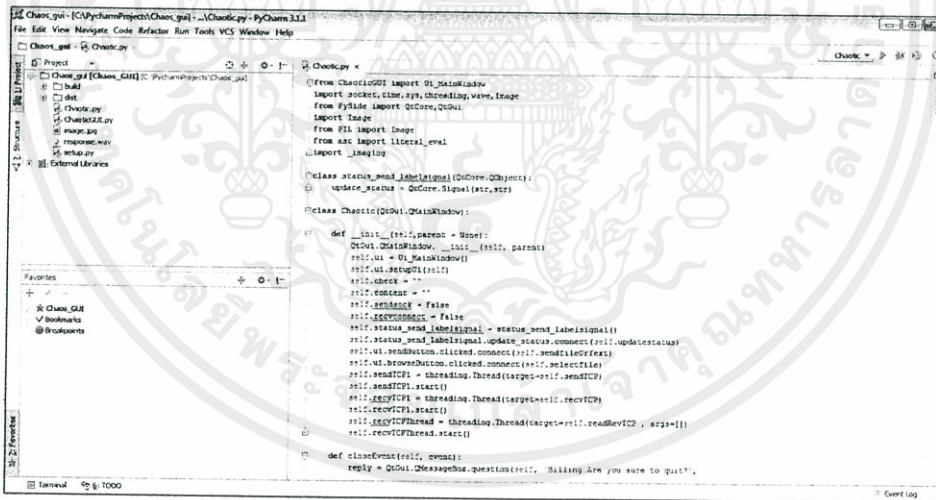 Chaos_gui - [C:\PycharmProjects\Chaos_gui] - ...\Chaotic.py - PyCharm 3.1.1
File Edit View Navigate Code Refactor Run Tools VCS Window Help
Chaos_gui Chaotic.py
Chaotic
1: Project
Project
Chaotic.py ×
Chaos_gui [Chaos_GUI] (C:\PycharmProjects\Chaos_gui)
build
dist
Chaotic.py
ChaoticGUI.py
image.jpg
response.wav
setup.py
External Libraries
Z: Structure
from ChaoticGUI import Ui_MainWindow
import socket,time,sys,threading,wave,Image
from PySide import QtCore,QtGui
import Image
from PIL import Image
from ast import literal_eval
import _imaging
class status_send_labelsignal(QtCore.QObject):
update_status = QtCore.Signal(str,str)
class Chaotic(QtGui.QMainWindow):
def __init__(self,parent = None):
QtGui.QMainWindow.__init__(self, parent)
self.ui = Ui_MainWindow()
self.ui.setupUi(self)
self.check = ""
self.content = ""
self.sendsock = False
self.recvconnect = False
self.status_send_labelsignal = status_send_labelsignal()
self.status_send_labelsignal.update_status.connect(self.updatestatus)
self.ui.sendButton.clicked.connect(self.sendfileOrText)
self.ui.browseButton.clicked.connect(self.selectfile)
self.sendTCP1 = threading.Thread(target=self.sendTCP)
self.sendTCP1.start()
self.recvTCP1 = threading.Thread(target=self.recvTCP)
self.recvTCP1.start()
self.recvTCPThread = threading.Thread(target=self.readRevTCP , args=[])
self.recvTCPThread.start()
def closeEvent(self, event):
reply = QtGui.QMessageBox.question(self, 'Billing Are you sure to quit?',
Favorites
Chaos_GUI
Bookmarks
Breakpoints
2: Favorites
Terminal 6: TODO
Event Log